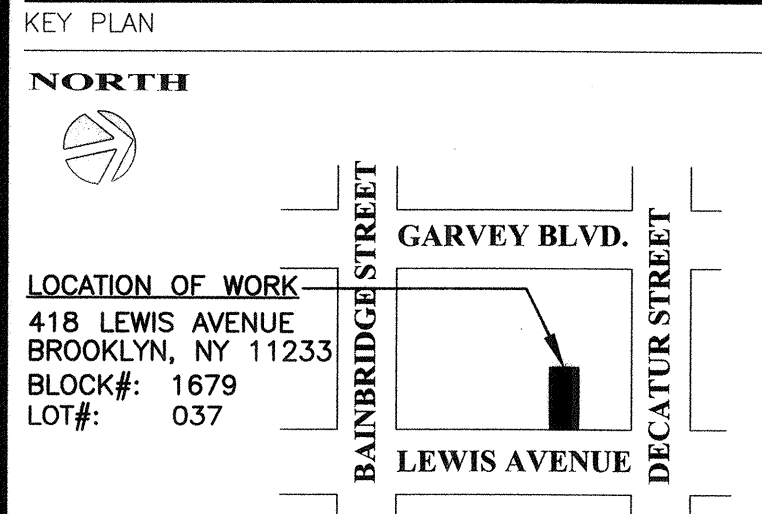 KEY PLAN
NORTH
BAINBRIDGE STREET
GARVEY BLVD.
DECATUR STREET
LOCATION OF WORK
418 LEWIS AVENUE
BROOKLYN, NY 11233
BLOCK#: 1679
LOT#: 037
LEWIS AVENUE